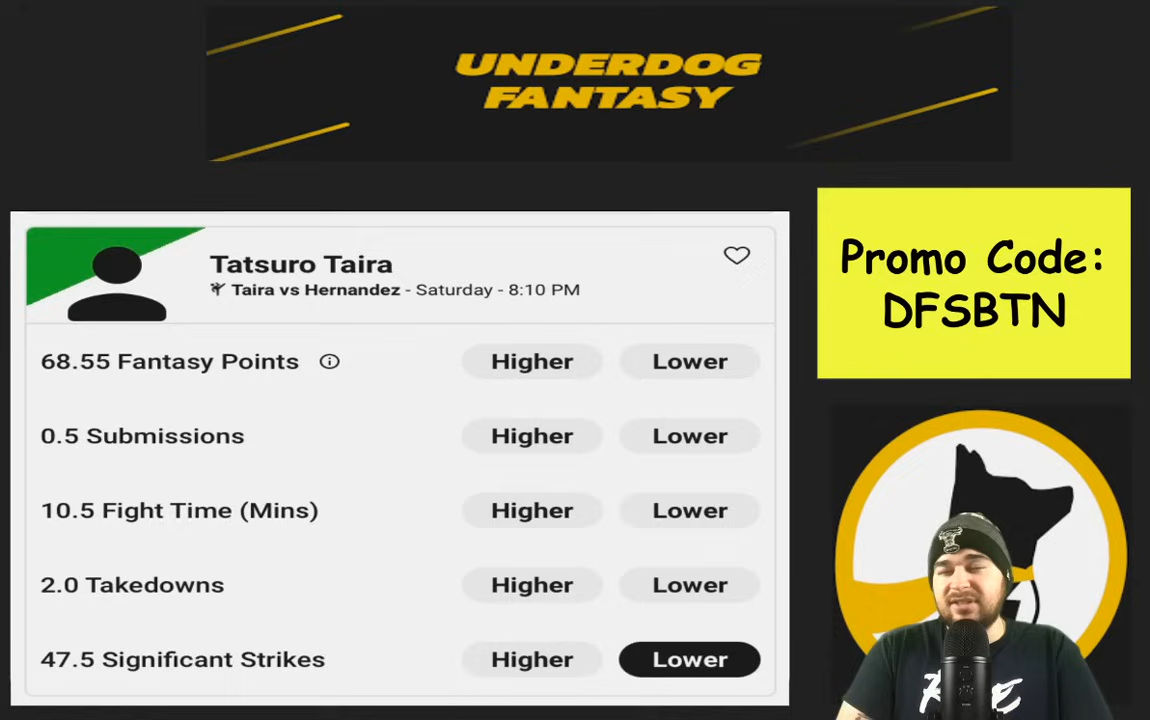 UNDERDOG
FANTASY
Promo Code:
DFSBTN
Tatsuro Taira
Taira vs Hernandez - Saturday - 8:10 PM
68.55 Fantasy Points Higher Lower
0.5 Submissions Higher Lower
10.5 Fight Time (Mins) Higher Lower
2.0 Takedowns Higher Lower
47.5 Significant Strikes Higher Lower